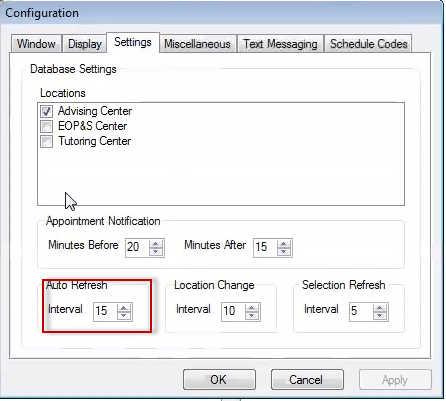 Configuration
Window Display Settings Miscellaneous Text Messaging Schedule Codes
Database Settings
Locations
Advising Center
EOP&S Center
Tutoring Center
Appointment Notification
Minutes Before 20 Minutes After 15
Auto Refresh Location Change Selection Refresh
Interval 15 Interval 10 Interval 5
OK Cancel Apply